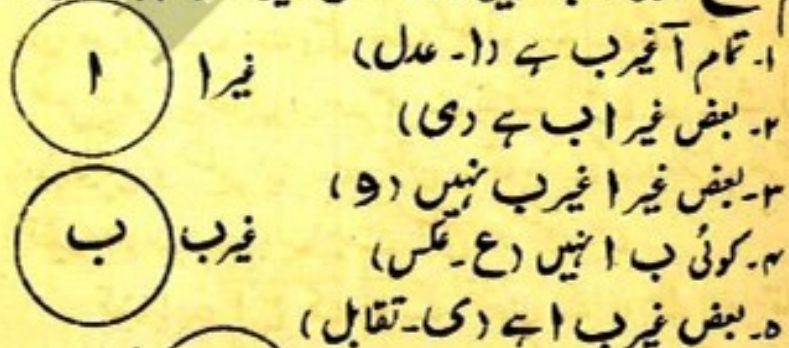 ۱۔ تمام آ غیر ب ہے (ا۔ عدل)
غیر ا
ا
۲۔ بعض غیر ا ب ہے (ی)
۳۔ بعض غیر ا غیر ب نہیں (و)
غیر ب
ب
۴۔ کوئی ب ا نہیں (ع۔ عکس)
۵۔ بعض غیر ب ا ہے (ی۔ تقابل)